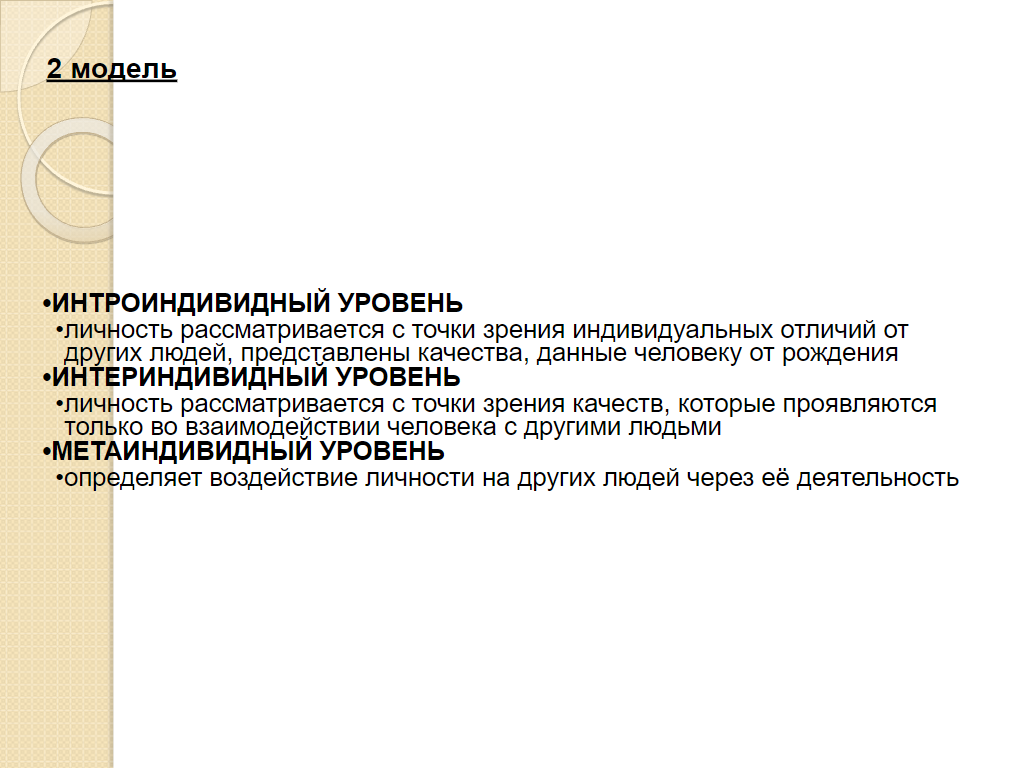 2 модель
•ИНТРОИНДИВИДНЫЙ УРОВЕНЬ
•личность рассматривается с точки зрения индивидуальных отличий от
других людей, представлены качества, данные человеку от рождения
•ИНТЕРИНДИВИДНЫЙ УРОВЕНЬ
•личность рассматривается с точки зрения качеств, которые проявляются
только во взаимодействии человека с другими людьми
•МЕТАИНДИВИДНЫЙ УРОВЕНЬ
•определяет воздействие личности на других людей через её деятельность